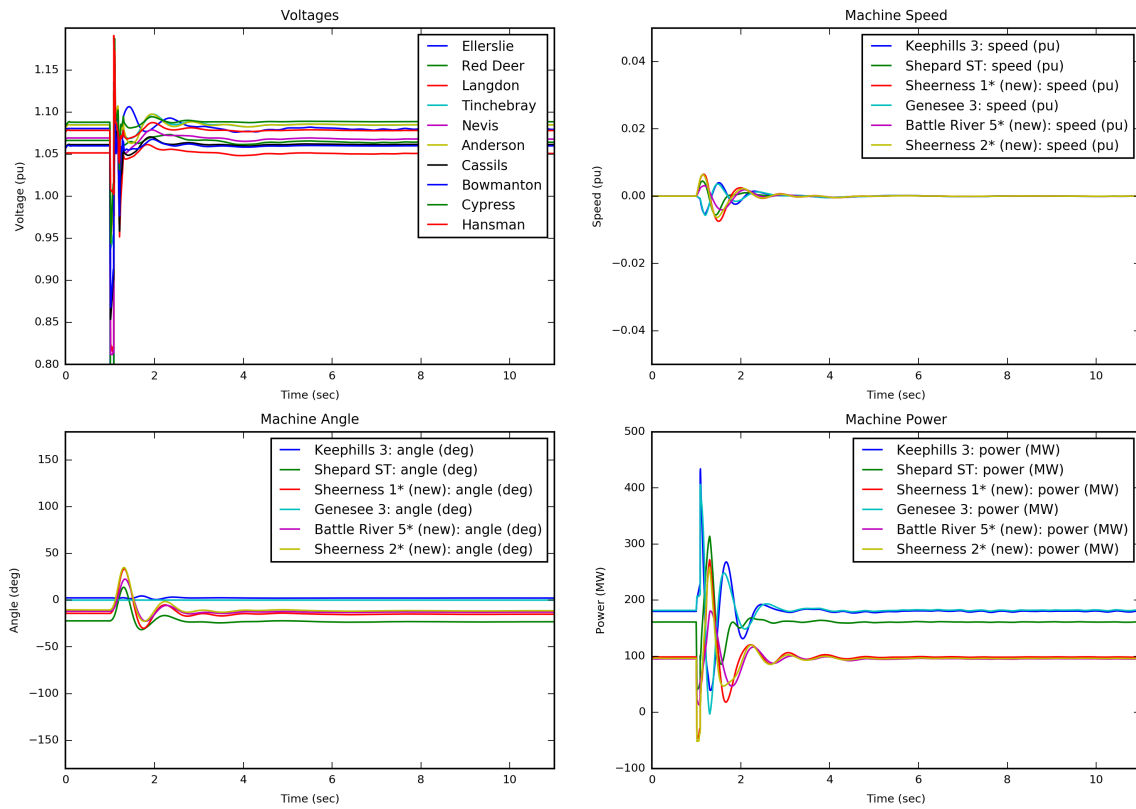 Voltages
1.15
1.10
1.05
1.00
0.95
0.90
0.85
0.80
Voltage (pu)
0
2
4
6
8
10
Time (sec)
Ellerslie
Red Deer
Langdon
Tinchebray
Nevis
Anderson
Cassils
Bowmanton
Cypress
Hansman
Machine Speed
0.04
0.02
0.00
−0.02
−0.04
Speed (pu)
0
2
4
6
8
10
Time (sec)
Keephills 3: speed (pu)
Shepard ST: speed (pu)
Sheerness 1* (new): speed (pu)
Genesee 3: speed (pu)
Battle River 5* (new): speed (pu)
Sheerness 2* (new): speed (pu)
Machine Angle
150
100
50
0
−50
−100
−150
Angle (deg)
0
2
4
6
8
10
Time (sec)
Keephills 3: angle (deg)
Shepard ST: angle (deg)
Sheerness 1* (new): angle (deg)
Genesee 3: angle (deg)
Battle River 5* (new): angle (deg)
Sheerness 2* (new): angle (deg)
Machine Power
500
400
300
200
100
0
−100
Power (MW)
0
2
4
6
8
10
Time (sec)
Keephills 3: power (MW)
Shepard ST: power (MW)
Sheerness 1* (new): power (MW)
Genesee 3: power (MW)
Battle River 5* (new): power (MW)
Sheerness 2* (new): power (MW)